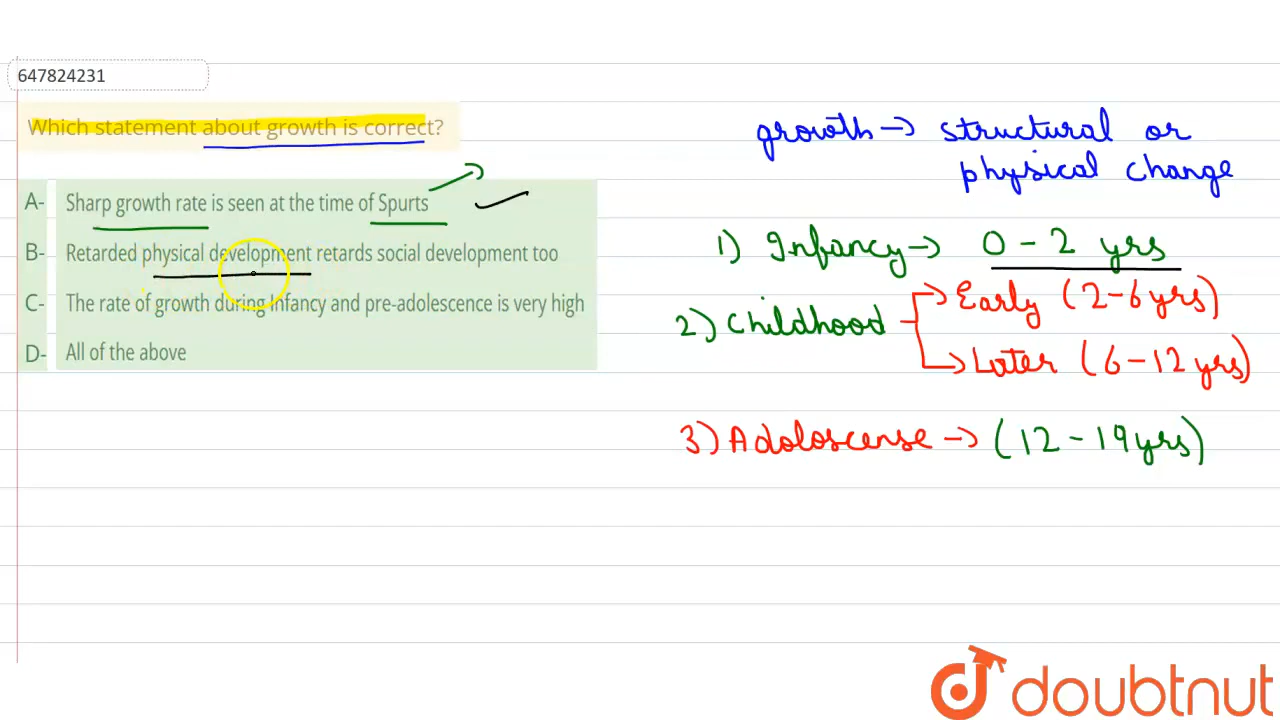 647824231
Which statement about growth is correct?
A- Sharp growth rate is seen at the time of Spurts
B- Retarded physical development retards social development too
C- The rate of growth during Infancy and pre-adolescence is very high
D- All of the above
growth → structural or
physical change
1) Infancy → 0 - 2 yrs
2) Childhood → Early (2-6 yrs)
→ Later (6-12 yrs)
3) Adoloscense → (12-19 yrs)
doubtnut